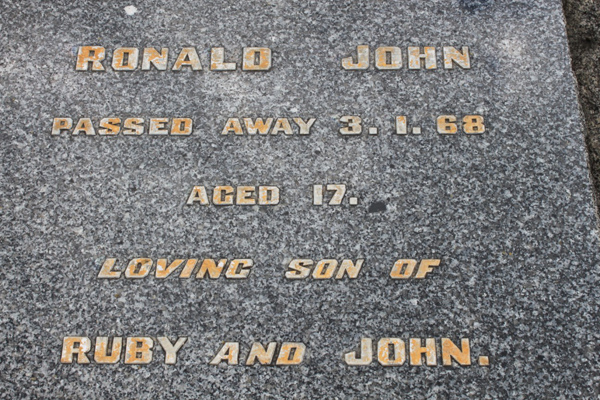 RONALD JOHN
PASSED AWAY 3.1.68
AGED 17.
LOVING SON OF
RUBY AND JOHN.